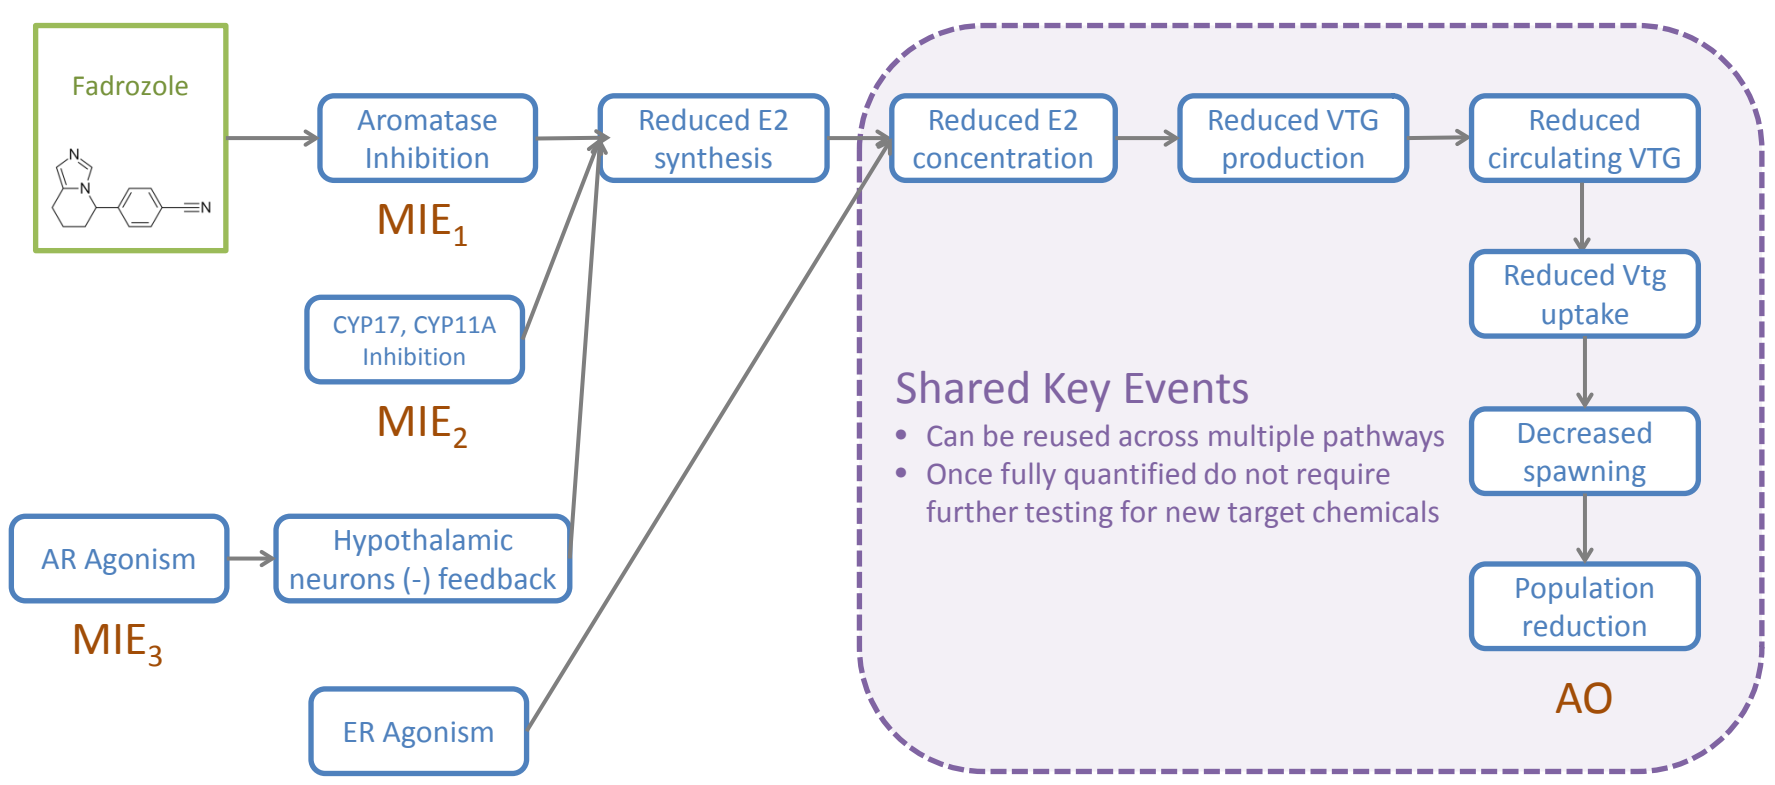 Fadrozole
N
N
≡N
Aromatase
Inhibition
MIE₁
Reduced E2
synthesis
Reduced E2
concentration
Reduced VTG
production
Reduced
circulating VTG
CYP17, CYP11A
Inhibition
MIE₂
Reduced Vtg
uptake
Shared Key Events
• Can be reused across multiple pathways
• Once fully quantified do not require
further testing for new target chemicals
Decreased
spawning
AR Agonism
MIE₃
Hypothalamic
neurons (-) feedback
Population
reduction
AO
ER Agonism